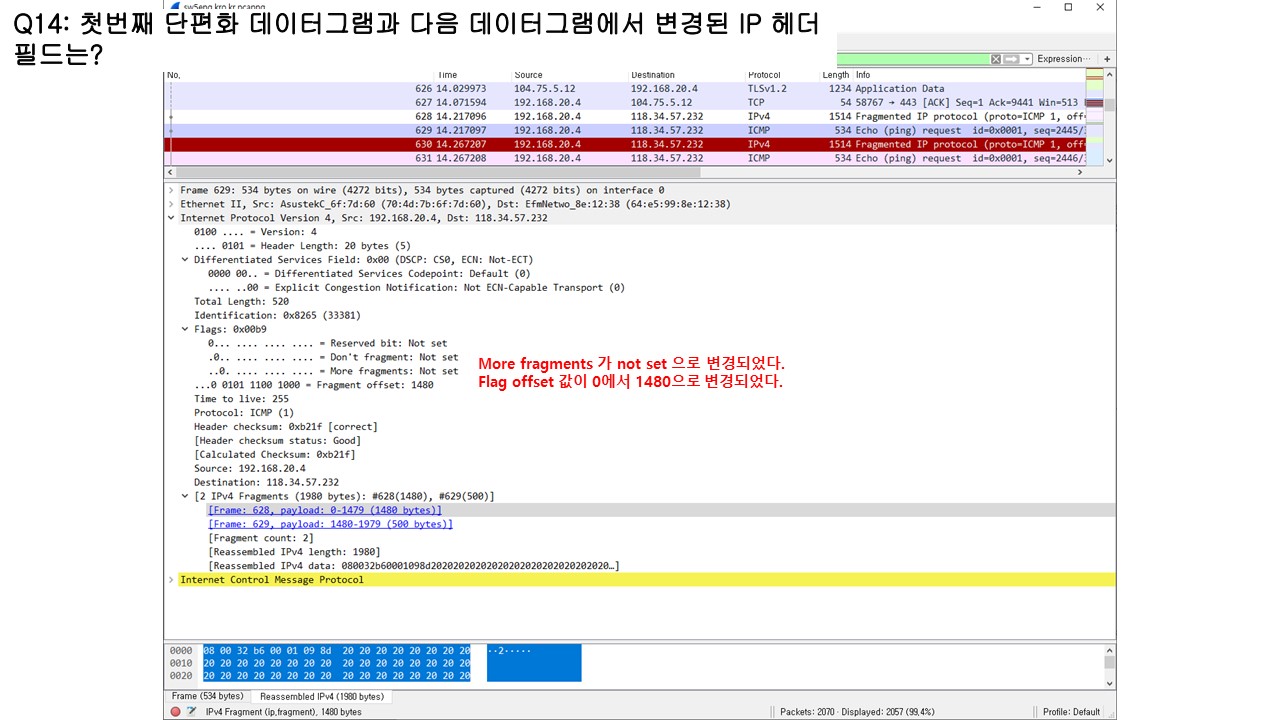 Q14: 첫번째 단편화 데이터그램과 다음 데이터그램에서 변경된 IP 헤더
필드는?
Expression… +
No. Time Source Destination Protocol Length Info
626 14.029973 104.75.5.12 192.168.20.4 TLSv1.2 1234 Application Data
627 14.071594 192.168.20.4 104.75.5.12 TCP 54 58767 → 443 [ACK] Seq=1 Ack=9441 Win=513
628 14.217096 192.168.20.4 118.34.57.232 IPv4 1514 Fragmented IP protocol (proto=ICMP 1, off=
629 14.217097 192.168.20.4 118.34.57.232 ICMP 534 Echo (ping) request id=0x0001, seq=2445/
630 14.267207 192.168.20.4 118.34.57.232 IPv4 1514 Fragmented IP protocol (proto=ICMP 1, off=
631 14.267208 192.168.20.4 118.34.57.232 ICMP 534 Echo (ping) request id=0x0001, seq=2446/
Frame 629: 534 bytes on wire (4272 bits), 534 bytes captured (4272 bits) on interface 0
Ethernet II, Src: AsustekC_6f:7d:60 (70:4d:7b:6f:7d:60), Dst: EfmNetwo_8e:12:38 (64:e5:99:8e:12:38)
Internet Protocol Version 4, Src: 192.168.20.4, Dst: 118.34.57.232
0100 .... = Version: 4
.... 0101 = Header Length: 20 bytes (5)
Differentiated Services Field: 0x00 (DSCP: CS0, ECN: Not-ECT)
0000 00.. = Differentiated Services Codepoint: Default (0)
.... ..00 = Explicit Congestion Notification: Not ECN-Capable Transport (0)
Total Length: 520
Identification: 0x8265 (33381)
Flags: 0x00b9
0... .... .... .... = Reserved bit: Not set
.0.. .... .... .... = Don't fragment: Not set
..0. .... .... .... = More fragments: Not set
More fragments 가 not set 으로 변경되었다.
...0 0101 1100 1000 = Fragment offset: 1480
Flag offset 값이 0에서 1480으로 변경되었다.
Time to live: 255
Protocol: ICMP (1)
Header checksum: 0xb21f [correct]
[Header checksum status: Good]
[Calculated Checksum: 0xb21f]
Source: 192.168.20.4
Destination: 118.34.57.232
[2 IPv4 Fragments (1980 bytes): #628(1480), #629(500)]
[Frame: 628, payload: 0-1479 (1480 bytes)]
[Frame: 629, payload: 1480-1979 (500 bytes)]
[Fragment count: 2]
[Reassembled IPv4 length: 1980]
[Reassembled IPv4 data: 080032b60001098d20202020202020202020202020202020…]
Internet Control Message Protocol
0000 08 00 32 b6 00 01 09 8d 20 20 20 20 20 20 20 20 ··2·····
0010 20 20 20 20 20 20 20 20 20 20 20 20 20 20 20 20
0020 20 20 20 20 20 20 20 20 20 20 20 20 20 20 20 20
Frame (534 bytes) Reassembled IPv4 (1980 bytes)
IPv4 Fragment (ip.fragment), 1480 bytes Packets: 2070 · Displayed: 2057 (99.4%) Profile: Default